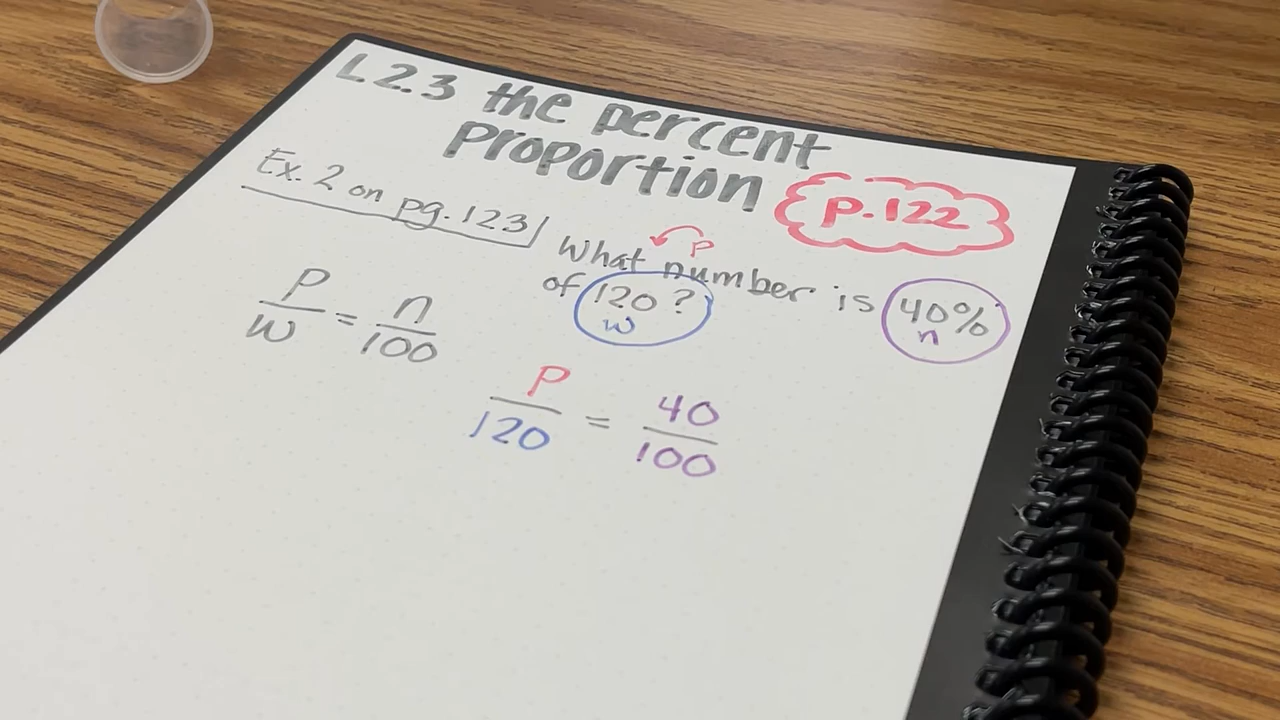 L.2.3 the percent
proportion
p.122
Ex. 2 on pg. 123
P
What number is 40%
n
of 120?
w
P/w = n/100
P/120 = 40/100